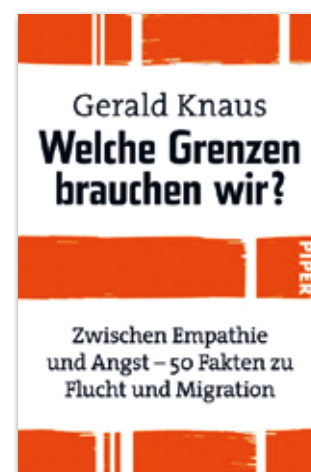 Gerald Knaus
Welche Grenzen
brauchen wir?
PIPER
Zwischen Empathie
und Angst – 50 Fakten zu
Flucht und Migration